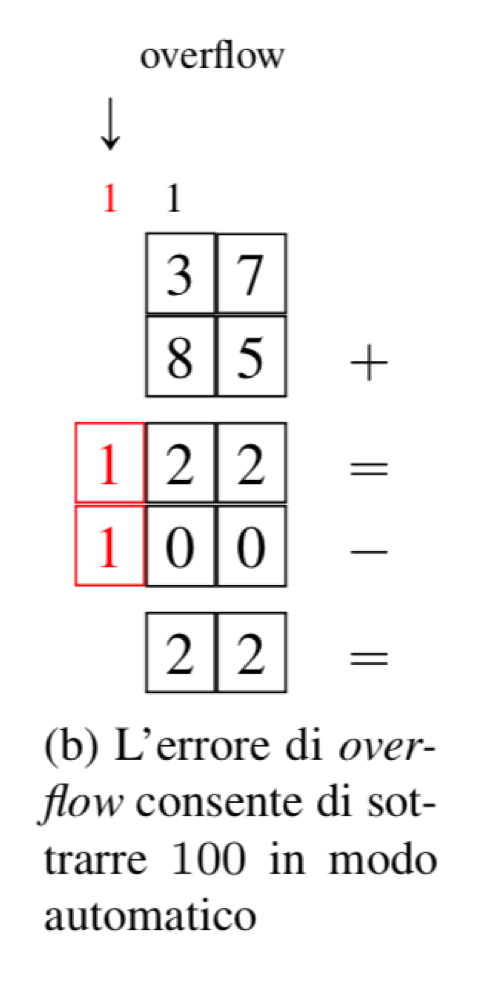 overflow
↓
1 1
3 7
8 5 +
1 2 2 =
1 0 0 −
2 2 =
(b) L'errore di over-
flow consente di sot-
trarre 100 in modo
automatico